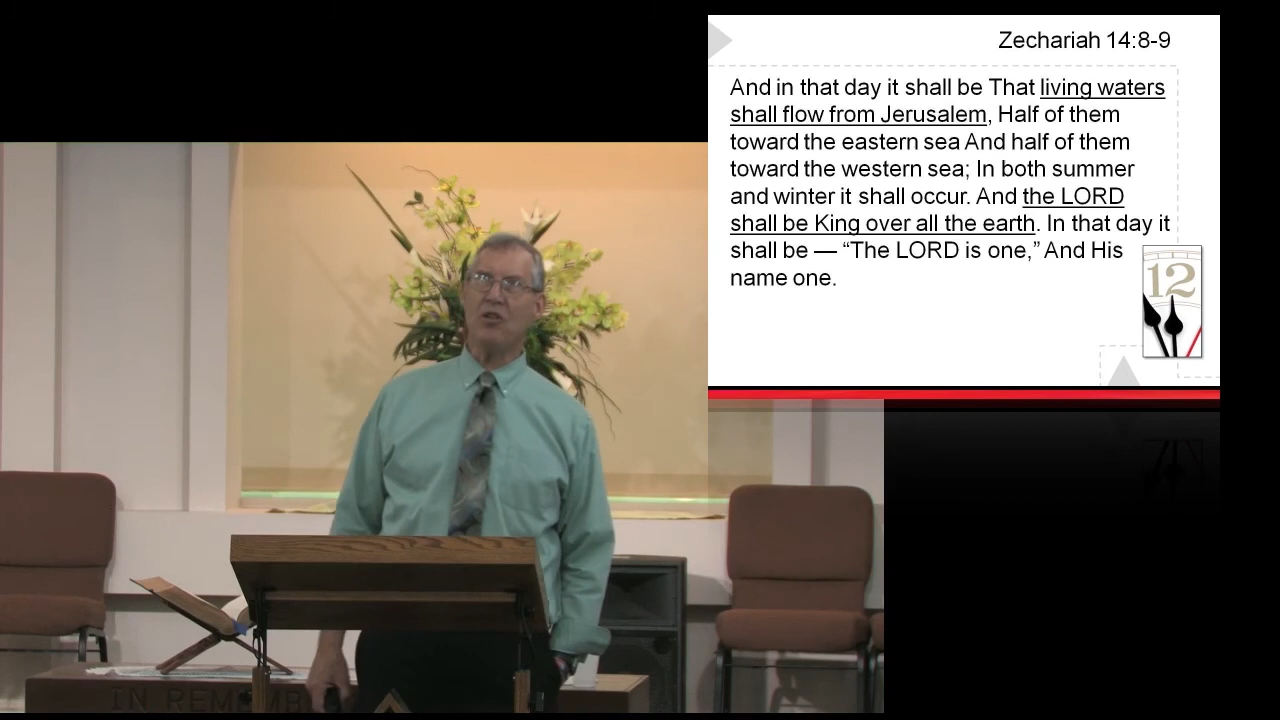 Zechariah 14:8-9
And in that day it shall be That living waters
shall flow from Jerusalem, Half of them
toward the eastern sea And half of them
toward the western sea; In both summer
and winter it shall occur. And the LORD
shall be King over all the earth. In that day it
shall be — “The LORD is one,” And His
name one.
12
IN REMEMB